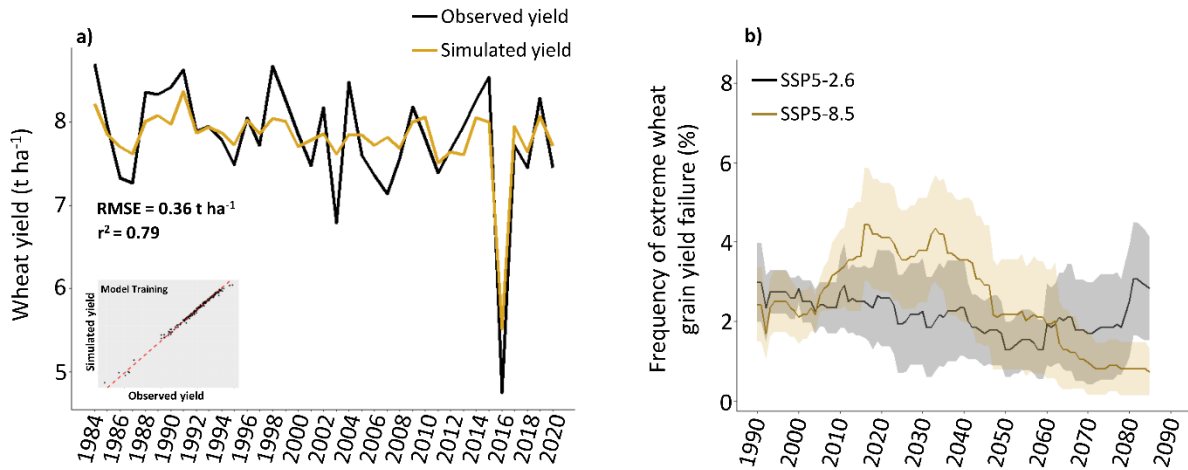 a)
Observed yield
Simulated yield
Wheat yield (t ha⁻¹)
8
7
6
5
RMSE = 0.36 t ha⁻¹
r² = 0.79
Model Training
Simulated yield
Observed yield
1984
1986
1988
1990
1992
1994
1996
1998
2000
2002
2004
2006
2008
2010
2012
2014
2016
2018
2020
b)
SSP5-2.6
SSP5-8.5
Frequency of extreme wheat
grain yield failure (%)
8
6
4
2
0
1990
2000
2010
2020
2030
2040
2050
2060
2070
2080
2090